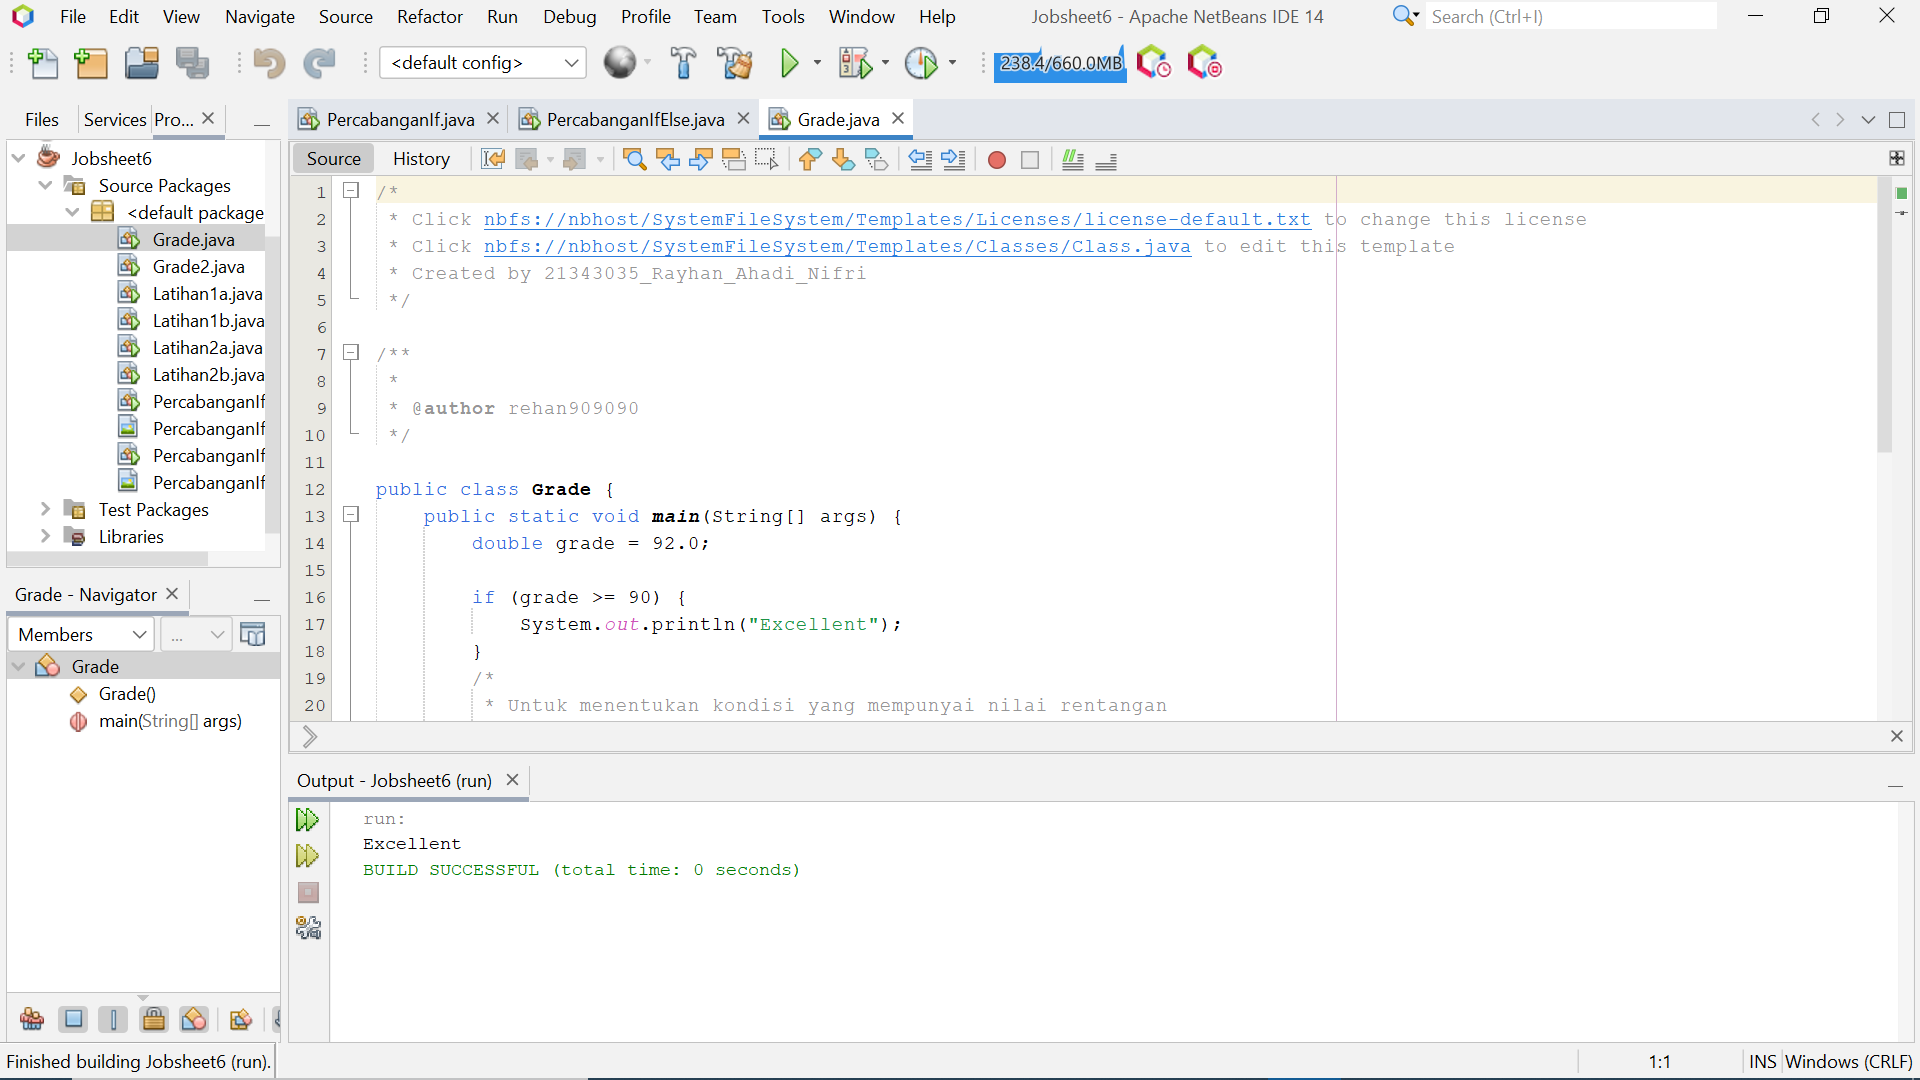 File Edit View Navigate Source Refactor Run Debug Profile Team Tools Window Help
Jobsheet6 - Apache NetBeans IDE 14
Search (Ctrl+I)
<default config>
238.4/660.0MB
Files Services Pro...
PercabanganIf.java PercabanganIfElse.java Grade.java
Source History
Jobsheet6
Source Packages
<default package
Grade.java
Grade2.java
Latihan1a.java
Latihan1b.java
Latihan2a.java
Latihan2b.java
PercabanganIf
PercabanganIf
PercabanganIf
PercabanganIf
Test Packages
Libraries
1 /*
2 * Click nbfs://nbhost/SystemFileSystem/Templates/Licenses/license-default.txt to change this license
3 * Click nbfs://nbhost/SystemFileSystem/Templates/Classes/Class.java to edit this template
4 * Created by 21343035_Rayhan_Ahadi_Nifri
5 */
6
7 /**
8 *
9 * @author rehan909090
10 */
11
12 public class Grade {
13 public static void main(String[] args) {
14 double grade = 92.0;
15
16 if (grade >= 90) {
17 System.out.println("Excellent");
18 }
19 /*
20 * Untuk menentukan kondisi yang mempunyai nilai rentangan
Grade - Navigator
Members
...
Grade
Grade()
main(String[] args)
Output - Jobsheet6 (run)
run:
Excellent
BUILD SUCCESSFUL (total time: 0 seconds)
Finished building Jobsheet6 (run).
1:1
INS
Windows (CRLF)